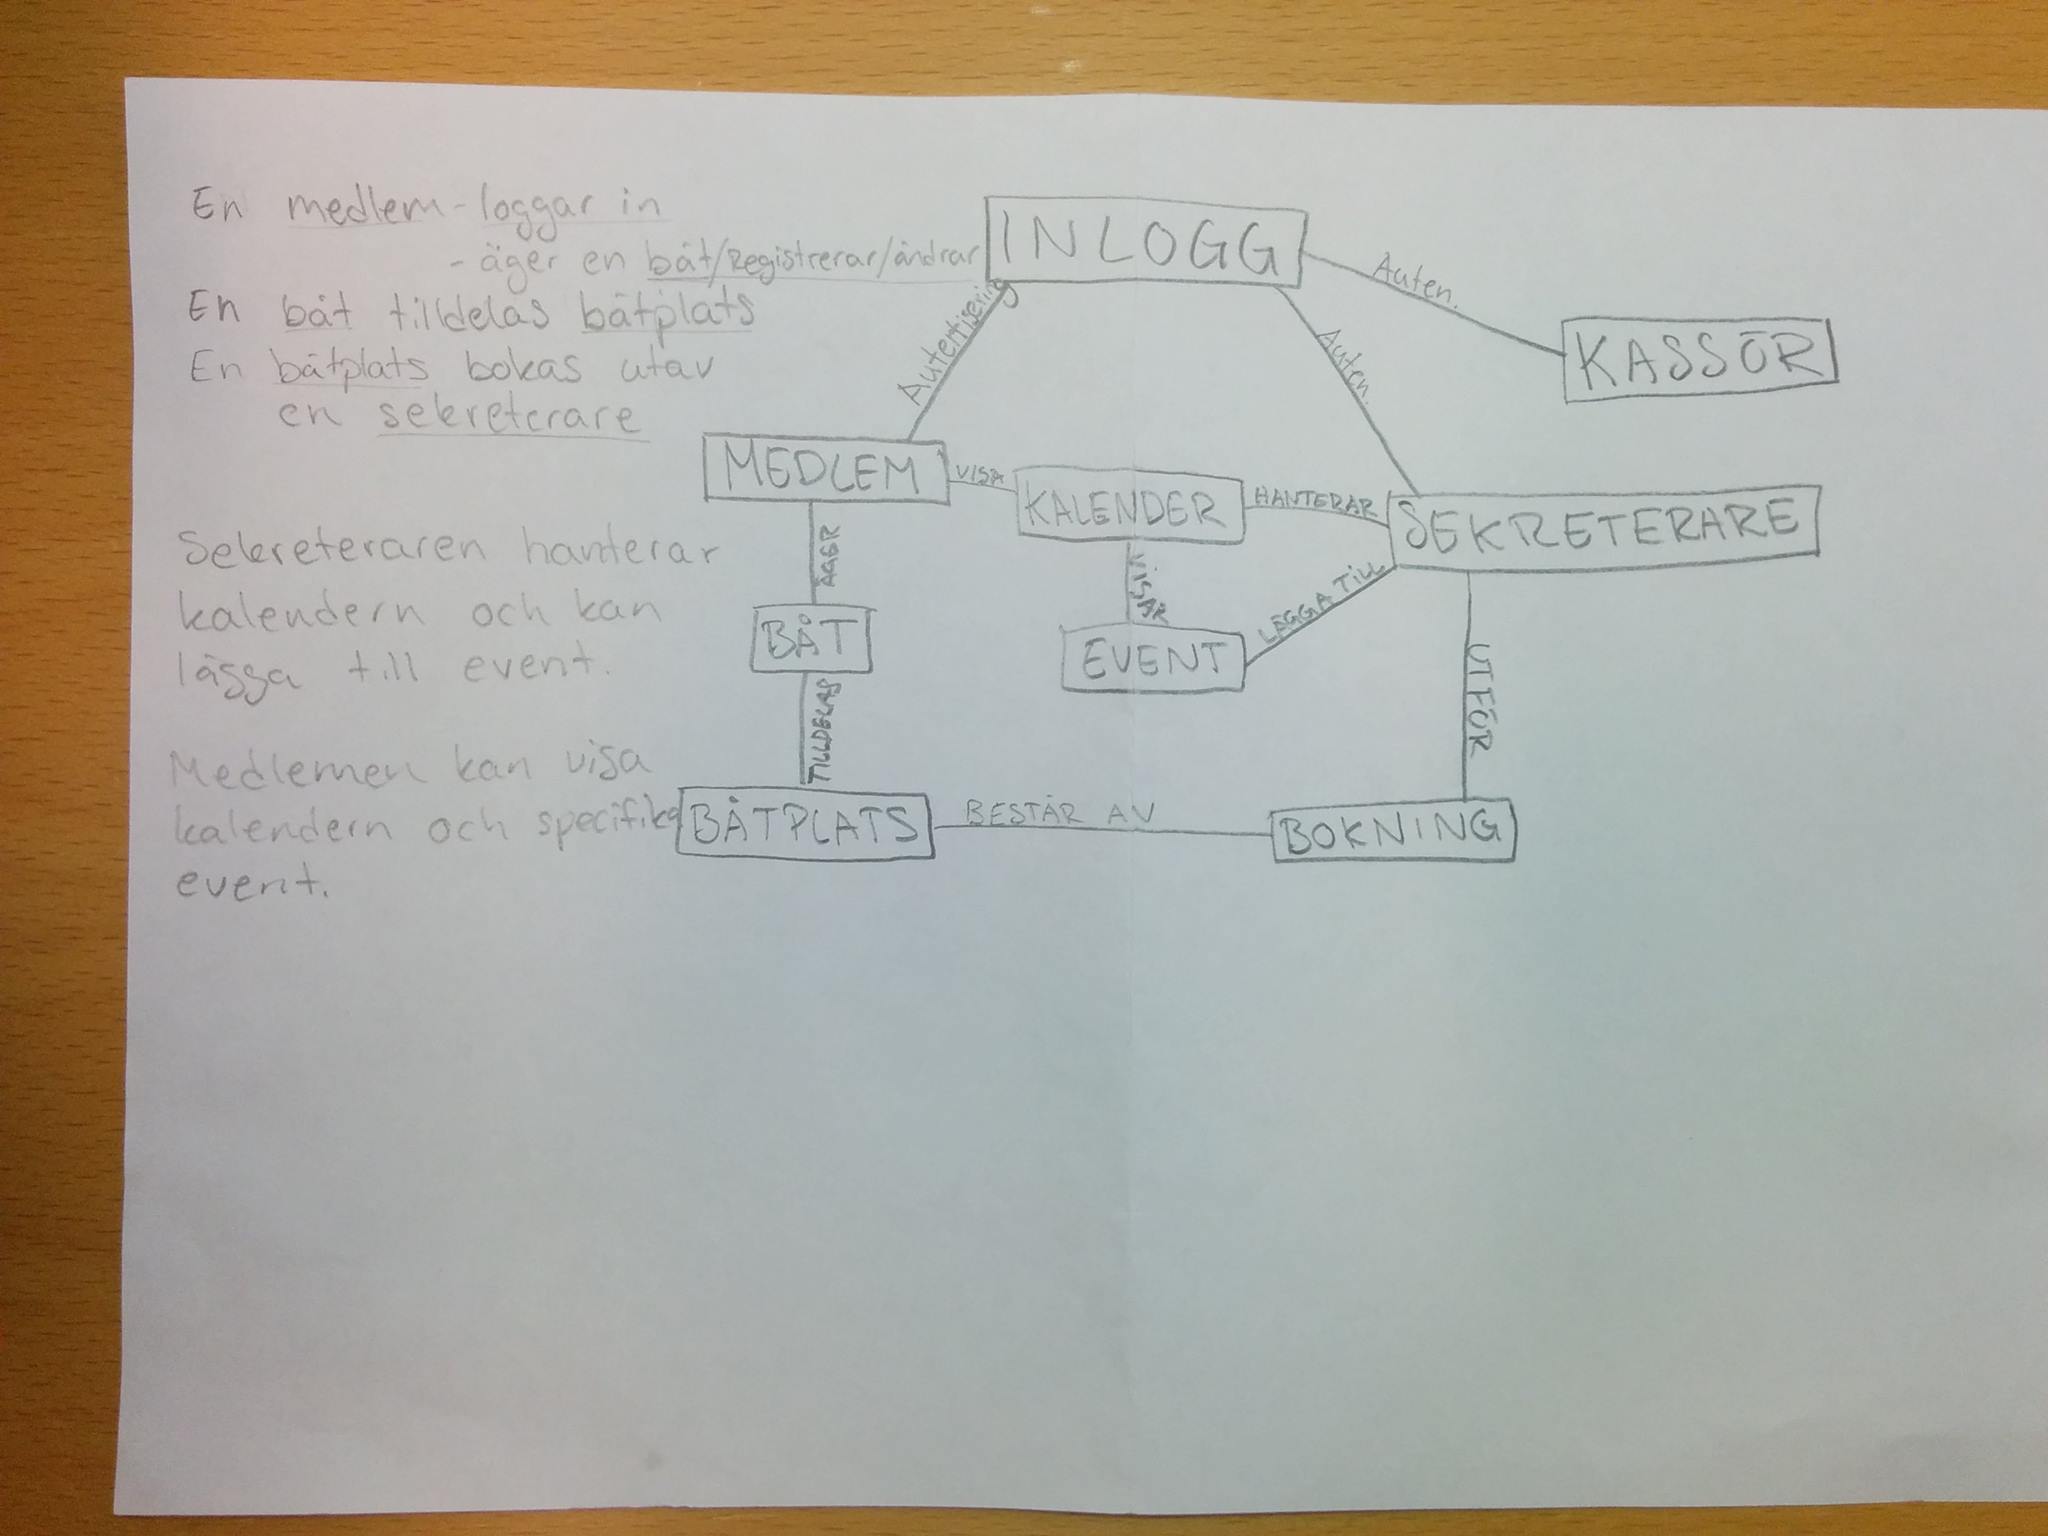 En medlem - loggar in
- äger en båt/Registrerar/ändrar
En båt tilldelas båtplats
En båtplats bokas utav
en sekreterare
Sekreteraren hanterar
kalendern och kan
lägga till event.
Medlemen kan visa
kalendern och specifika
event.
INLOGG
Auten.
KASSÖR
Autentisering
Auten.
MEDLEM
VISA
KALENDER
HANTERAR
SEKRETERARE
ÄGER
VISAR
LÄGGA TILL
BÅT
EVENT
UTFÖR
TILLDELAS
BÅTPLATS
BESTÅR AV
BOKNING